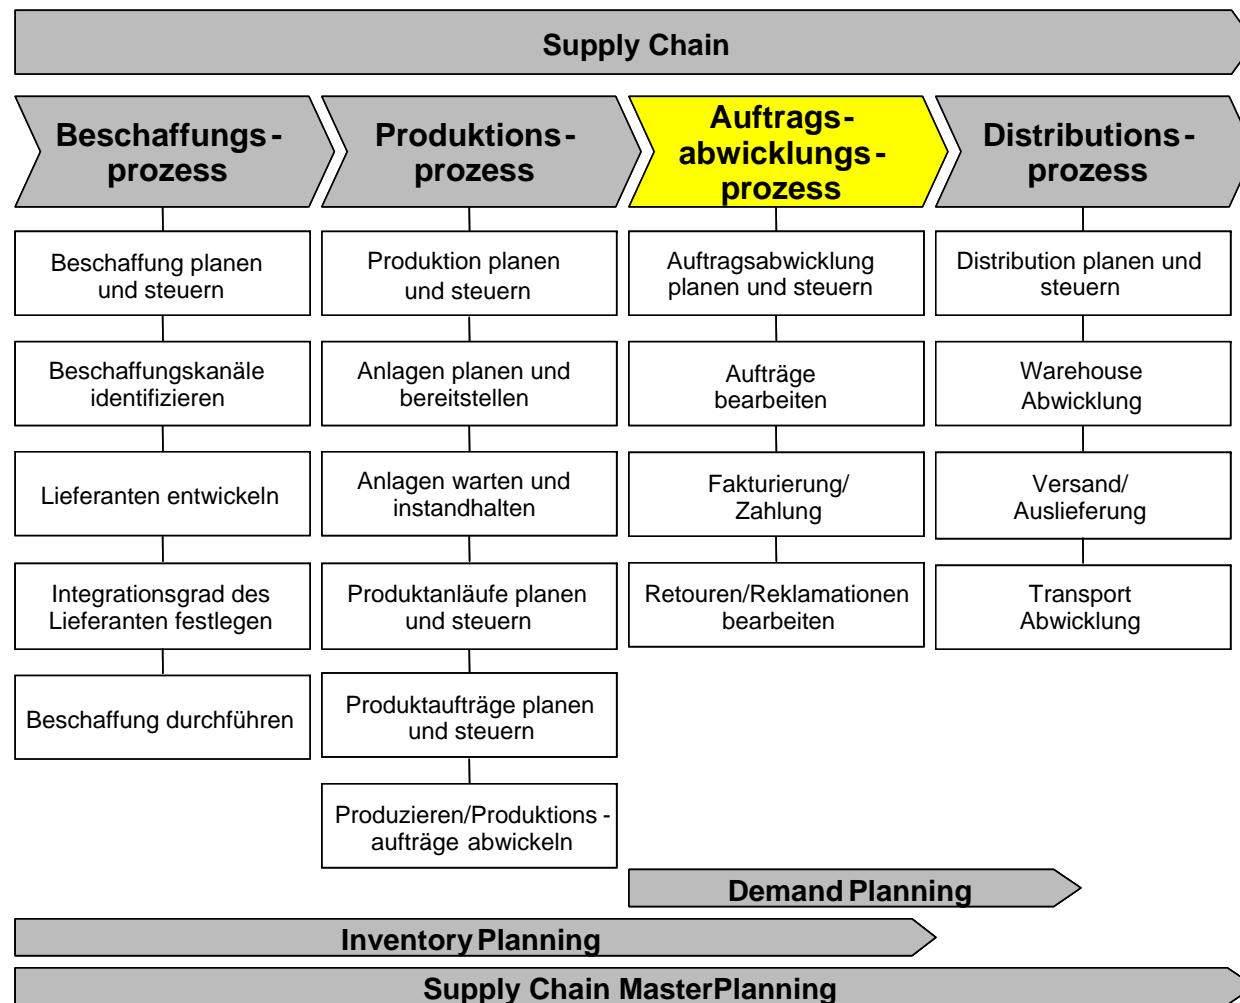 Supply Chain
Beschaffungs-
prozess
Produktions-
prozess
Auftrags-
abwicklungs-
prozess
Distributions-
prozess
Beschaffung planen
und steuern
Beschaffungskanäle
identifizieren
Lieferanten entwickeln
Integrationsgrad des
Lieferanten festlegen
Beschaffung durchführen
Produktion planen
und steuern
Anlagen planen und
bereitstellen
Anlagen warten und
instandhalten
Produktanläufe planen
und steuern
Produktaufträge planen
und steuern
Produzieren/Produktions-
aufträge abwickeln
Auftragsabwicklung
planen und steuern
Aufträge
bearbeiten
Fakturierung/
Zahlung
Retouren/Reklamationen
bearbeiten
Distribution planen und
steuern
Warehouse
Abwicklung
Versand/
Auslieferung
Transport
Abwicklung
Demand Planning
Inventory Planning
Supply Chain MasterPlanning